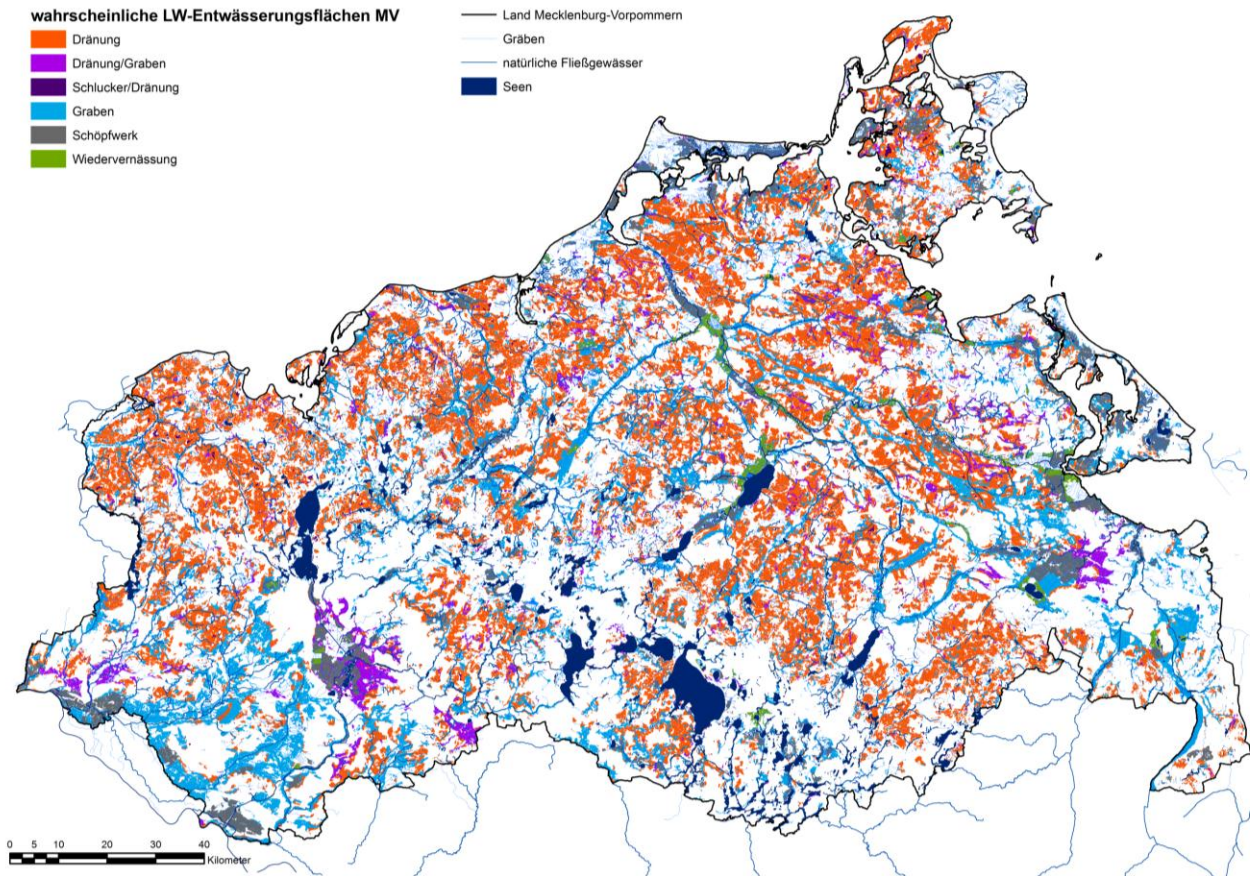 wahrscheinliche LW-Entwässerungsflächen MV
Dränung
Dränung/Graben
Schlucker/Dränung
Graben
Schöpfwerk
Wiedervernässung
Land Mecklenburg-Vorpommern
Gräben
natürliche Fließgewässer
Seen
0 5 10 20 30 40
Kilometer